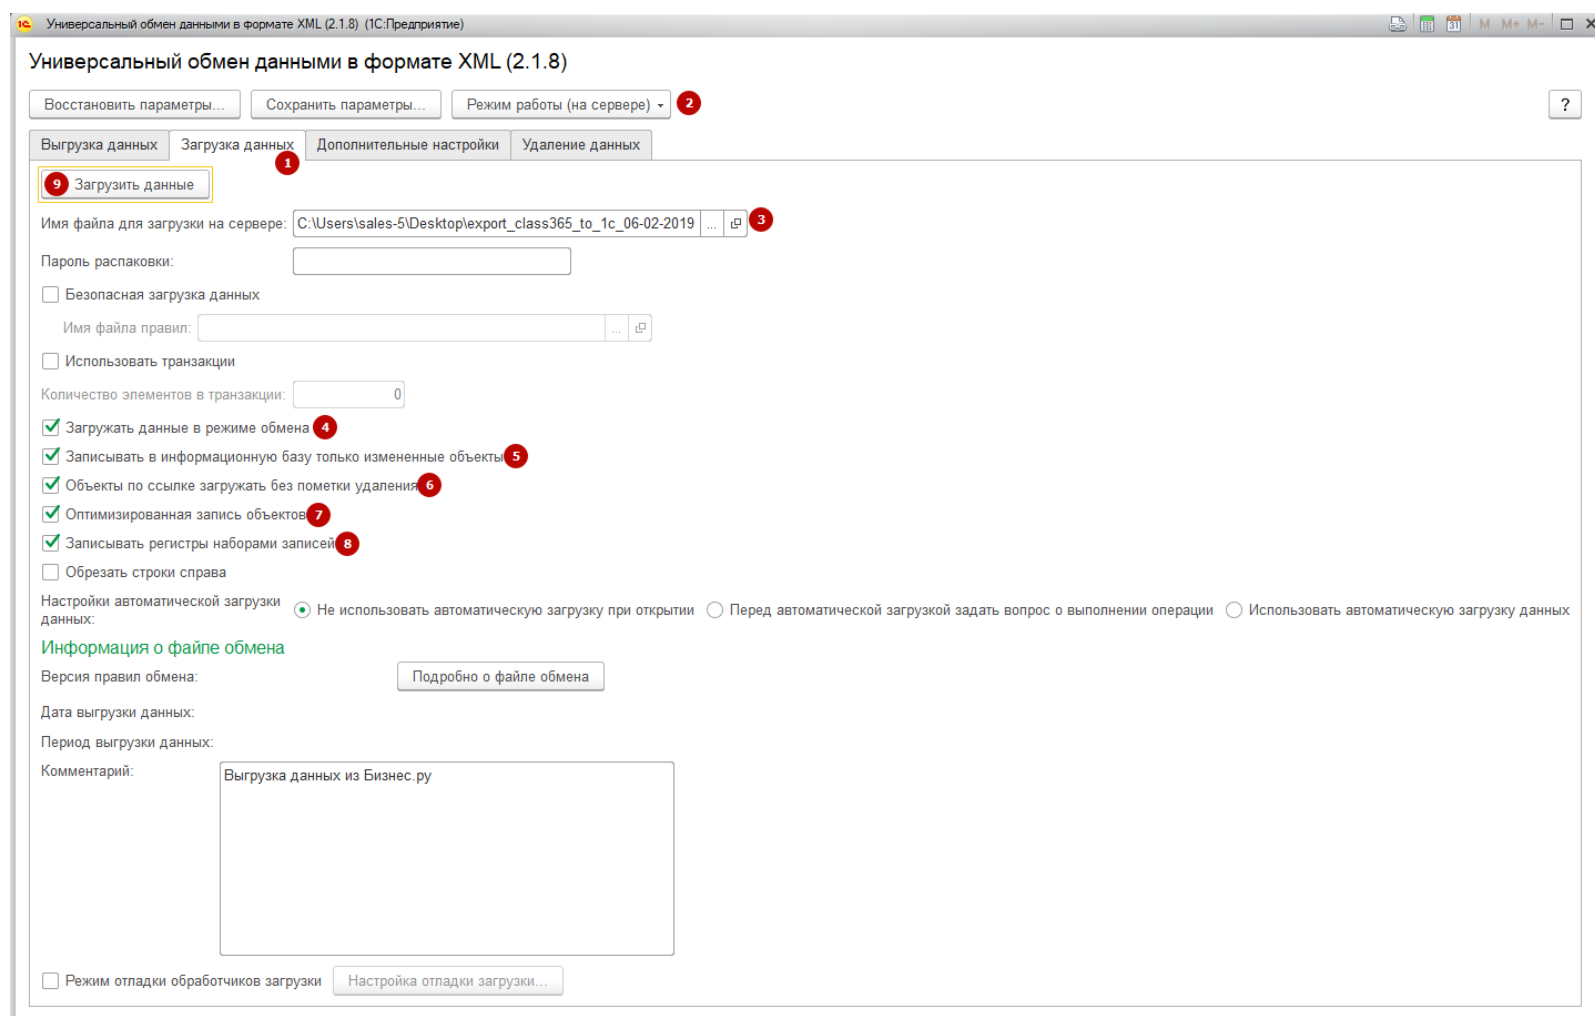 1С Универсальный обмен данными в формате XML (2.1.8) (1С:Предприятие) 31 M M+ M-
Универсальный обмен данными в формате XML (2.1.8)
Восстановить параметры... Сохранить параметры... Режим работы (на сервере) 2 ?
Выгрузка данных Загрузка данных Дополнительные настройки Удаление данных
1
9 Загрузить данные
Имя файла для загрузки на сервере: C:\Users\sales-5\Desktop\export_class365_to_1c_06-02-2019 ... 3
Пароль распаковки:
Безопасная загрузка данных
Имя файла правил: ...
Использовать транзакции
Количество элементов в транзакции: 0
Загружать данные в режиме обмена 4
Записывать в информационную базу только измененные объекты 5
Объекты по ссылке загружать без пометки удаления 6
Оптимизированная запись объектов 7
Записывать регистры наборами записей 8
Обрезать строки справа
Настройки автоматической загрузки
данных:
Не использовать автоматическую загрузку при открытии Перед автоматической загрузкой задать вопрос о выполнении операции Использовать автоматическую загрузку данных
Информация о файле обмена
Версия правил обмена: Подробно о файле обмена
Дата выгрузки данных:
Период выгрузки данных:
Комментарий: Выгрузка данных из Бизнес.ру
Режим отладки обработчиков загрузки Настройка отладки загрузки...